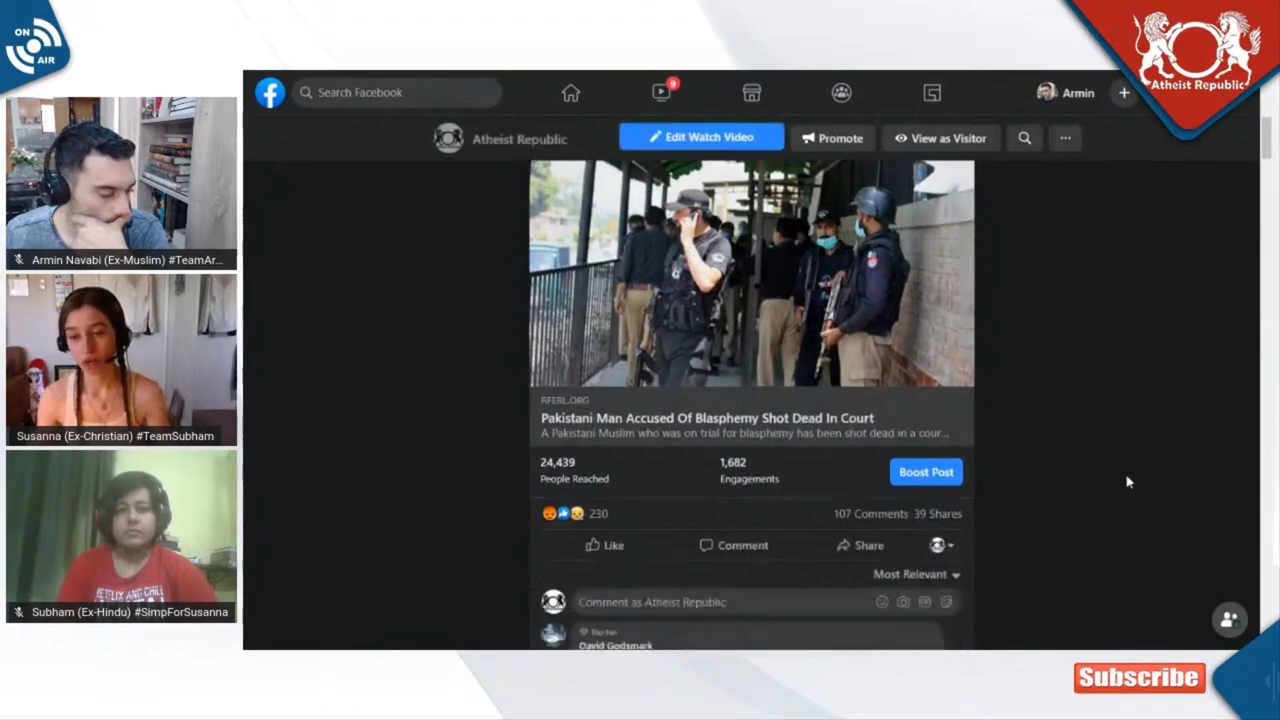 ON
AIR
Atheist Republic
Search Facebook
9
Armin
Atheist Republic
Edit Watch Video
Promote
View as Visitor
Armin Navabi (Ex-Muslim) #TeamAr...
Susanna (Ex-Christian) #TeamSubham
NETFLIX AND CHILL
Subham (Ex-Hindu) #SimpForSusanna
RFERL.ORG
Pakistani Man Accused Of Blasphemy Shot Dead In Court
A Pakistani Muslim who was on trial for blasphemy has been shot dead in a cour...
24,439
People Reached
1,682
Engagements
Boost Post
230
107 Comments 39 Shares
Like
Comment
Share
Most Relevant
Comment as Atheist Republic
Top Fan
David Godsmark
Subscribe